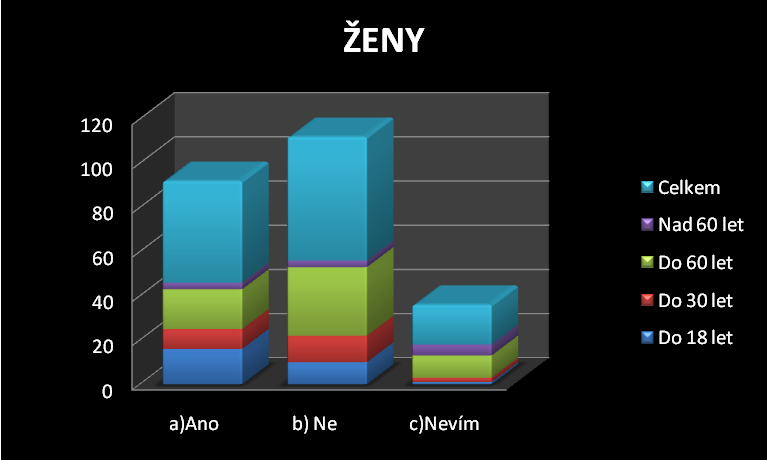 ŽENY
120
100
80
60
40
20
0
a)Ano
b) Ne
c)Nevím
Celkem
Nad 60 let
Do 60 let
Do 30 let
Do 18 let